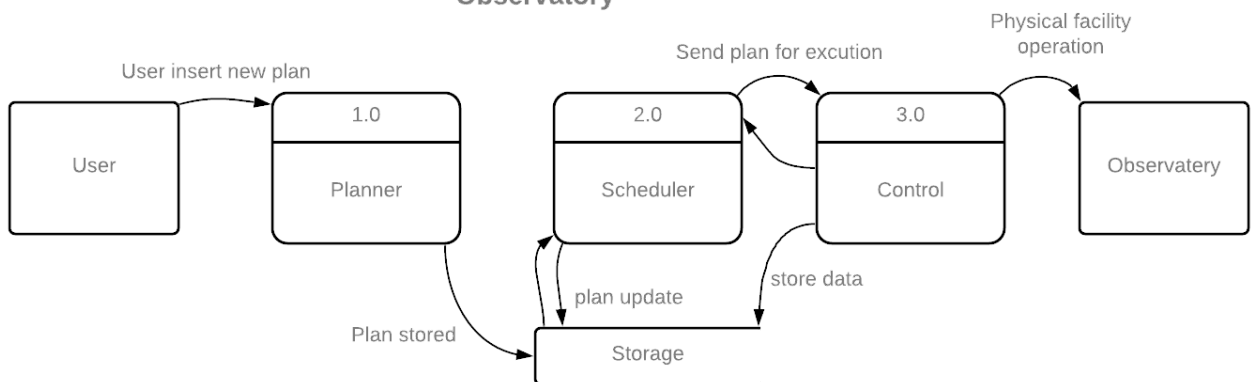 Observatory
Physical facility
operation
Send plan for excution
User insert new plan
1.0
2.0
3.0
User
Planner
Scheduler
Control
Observatery
store data
plan update
Plan stored
Storage